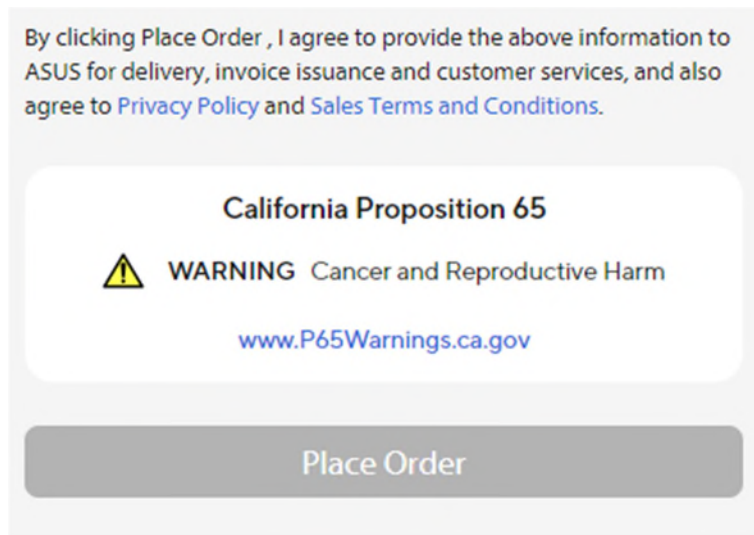 By clicking Place Order , I agree to provide the above information to
ASUS for delivery, invoice issuance and customer services, and also
agree to Privacy Policy and Sales Terms and Conditions.
California Proposition 65
WARNING Cancer and Reproductive Harm
www.P65Warnings.ca.gov
Place Order